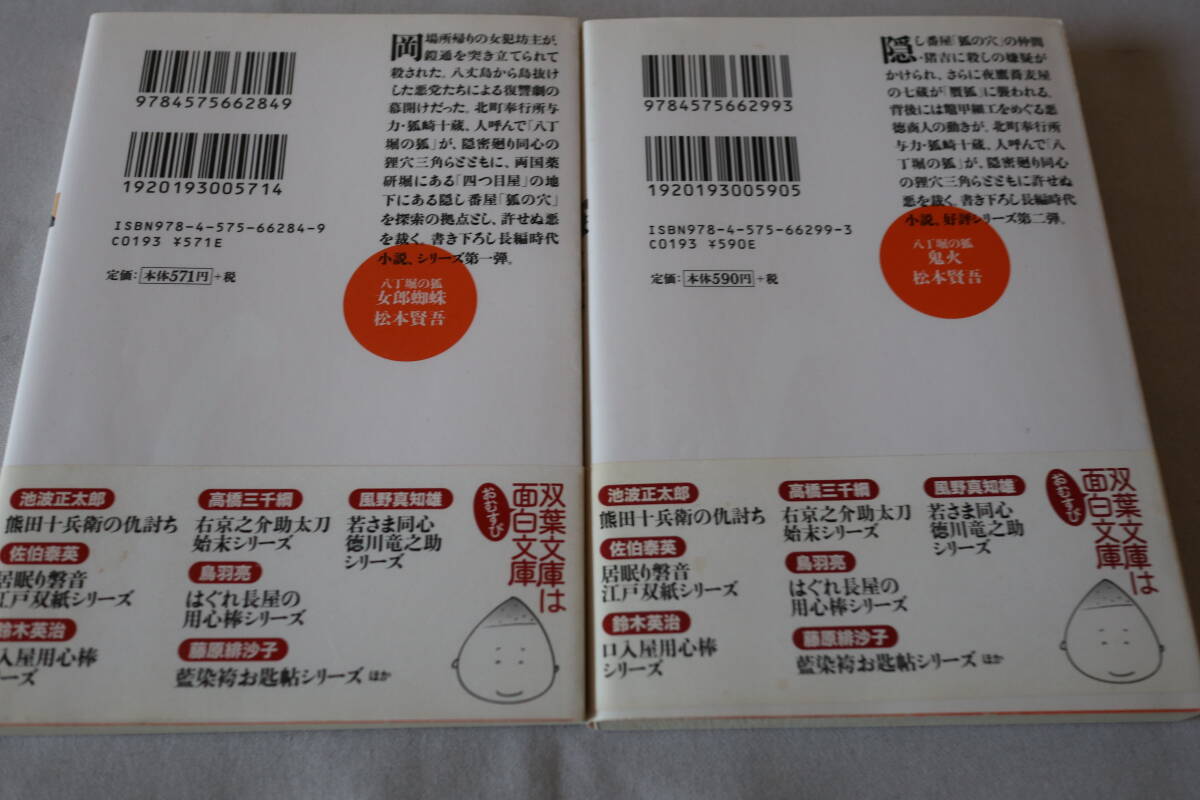 9784575662849
1920193005714
ISBN978-4-575-66284-9
C0193 ¥571E
定価:本体571円+税
岡場所帰りの女犯坊主が、
鎧通を突き立てられて
殺された。八丈島から島抜け
した悪党たちによる復讐劇の
幕開けだった。北町奉行所与
力・狐崎十蔵。人呼んで「八丁
堀の狐」が、隠密廻り同心の
狸穴三角らとともに、両国薬
研堀にある「四つ目屋」の地
下にある隠し番屋「狐の穴」
を探索の拠点とし、許せぬ悪
を裁く。書き下ろし長編時代
小説、シリーズ第一弾。
八丁堀の狐
女郎蜘蛛
松本賢吾
双葉文庫は
面白文庫
おむすび
風野真知雄
若さま同心
徳川竜之助
シリーズ
高橋三千綱
右京之介助太刀
始末シリーズ
鳥羽亮
はぐれ長屋の
用心棒シリーズ
藤原緋沙子
藍染袴お匙帖シリーズ ほか
池波正太郎
熊田十兵衛の仇討ち
佐伯泰英
居眠り磐音
江戸双紙シリーズ
鈴木英治
入屋用心棒
ーズ
9784575662993
1920193005905
ISBN978-4-575-66299-3
C0193 ¥590E
定価:本体590円+税
隠し番屋「狐の穴」の仲間
・猪吉に殺しの嫌疑が
かけられ、さらに夜鷹蕎麦屋
の七蔵が「贋狐」に襲われる。
背後には鼈甲細工をめぐる悪
徳商人の動きが。北町奉行所
与力・狐崎十蔵。人呼んで「八
丁堀の狐」が、隠密廻り同心
の狸穴三角らとともに許せぬ
悪を裁く。書き下ろし長編時代
小説、好評シリーズ第二弾。
八丁堀の狐
鬼火
松本賢吾
双葉文庫は
面白文庫
おむすび
風野真知雄
若さま同心
徳川竜之助
シリーズ
高橋三千綱
右京之介助太刀
始末シリーズ
鳥羽亮
はぐれ長屋の
用心棒シリーズ
藤原緋沙子
藍染袴お匙帖シリーズ ほか
池波正太郎
熊田十兵衛の仇討ち
佐伯泰英
居眠り磐音
江戸双紙シリーズ
鈴木英治
口入屋用心棒
シリーズ